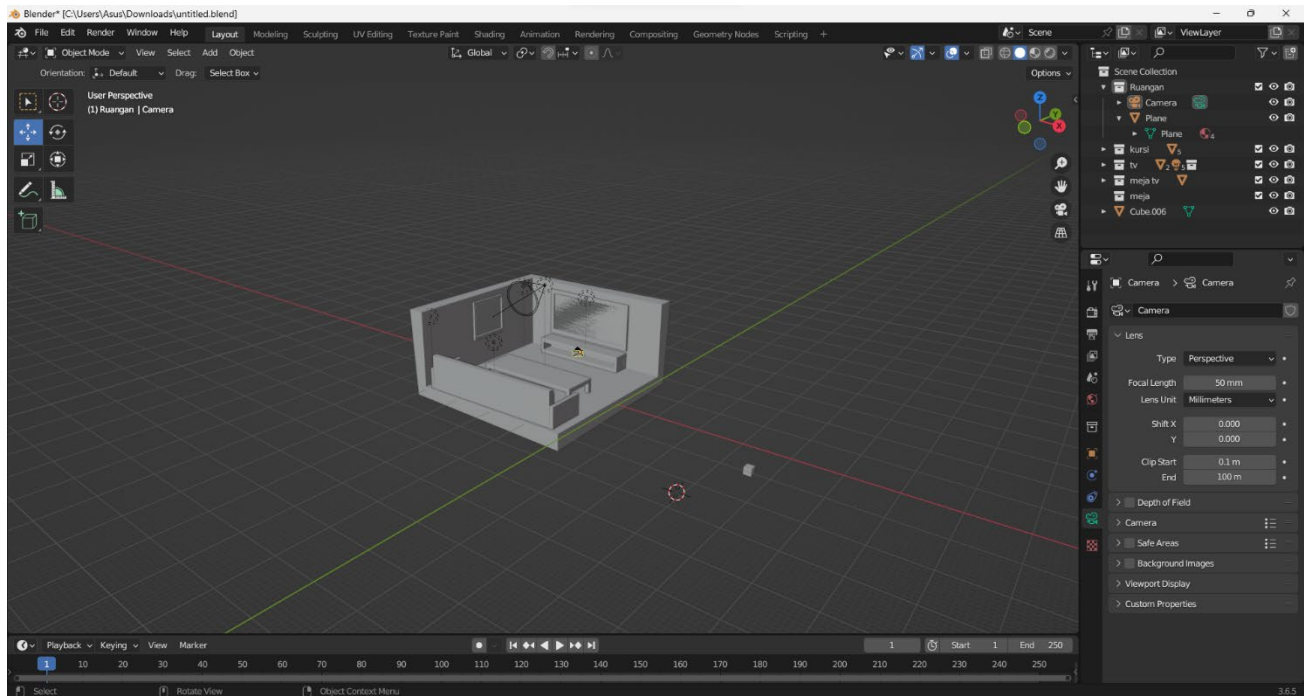 Blender* [C:\Users\Asus\Downloads\untitled.blend]
File Edit Render Window Help Layout Modeling Sculpting UV Editing Texture Paint Shading Animation Rendering Compositing Geometry Nodes Scripting + Scene ViewLayer
Object Mode View Select Add Object Global Options
Orientation: Default Drag: Select Box
User Perspective
(1) Ruangan | Camera
Z
Y
X
Scene Collection
Ruangan
Camera
Plane
Plane 4
kursi 5
tv 2 5
meja tv
meja
Cube.006
Camera > Camera
Camera
Lens
Type Perspective
Focal Length 50 mm
Lens Unit Millimeters
Shift X 0.000
Y 0.000
Clip Start 0.1 m
End 100 m
Depth of Field
Camera
Safe Areas
Background Images
Viewport Display
Custom Properties
Playback Keying View Marker 1 Start 1 End 250
1 10 20 30 40 50 60 70 80 90 100 110 120 130 140 150 160 170 180 190 200 210 220 230 240 250
Select Rotate View Object Context Menu 3.6.5